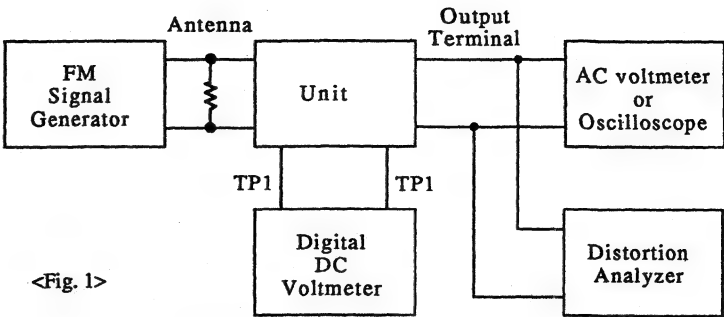 Antenna
Output
Terminal
FM
Signal
Generator
Unit
AC voltmeter
or
Oscilloscope
TP1
TP1
Digital
DC
Voltmeter
Distortion
Analyzer
<Fig. 1>